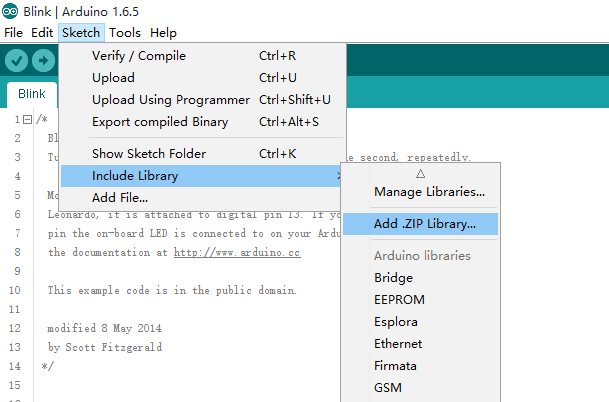 Blink | Arduino 1.6.5
File Edit Sketch Tools Help
Verify / Compile Ctrl+R
Upload Ctrl+U
Upload Using Programmer Ctrl+Shift+U
Export compiled Binary Ctrl+Alt+S
Show Sketch Folder Ctrl+K
Include Library
Add File...
Manage Libraries...
Add .ZIP Library...
Arduino libraries
Bridge
EEPROM
Esplora
Ethernet
Firmata
GSM
Blink
1 /*
2 Bl
3 Tu e second, repeatedly.
4
5 Mo
6 Leonardo, it is attached to digital pin 13. If yo
7 pin the on-board LED is connected to on your Ardu
8 the documentation at http://www.arduino.cc
9
10 This example code is in the public domain.
11
12 modified 8 May 2014
13 by Scott Fitzgerald
14 */
15